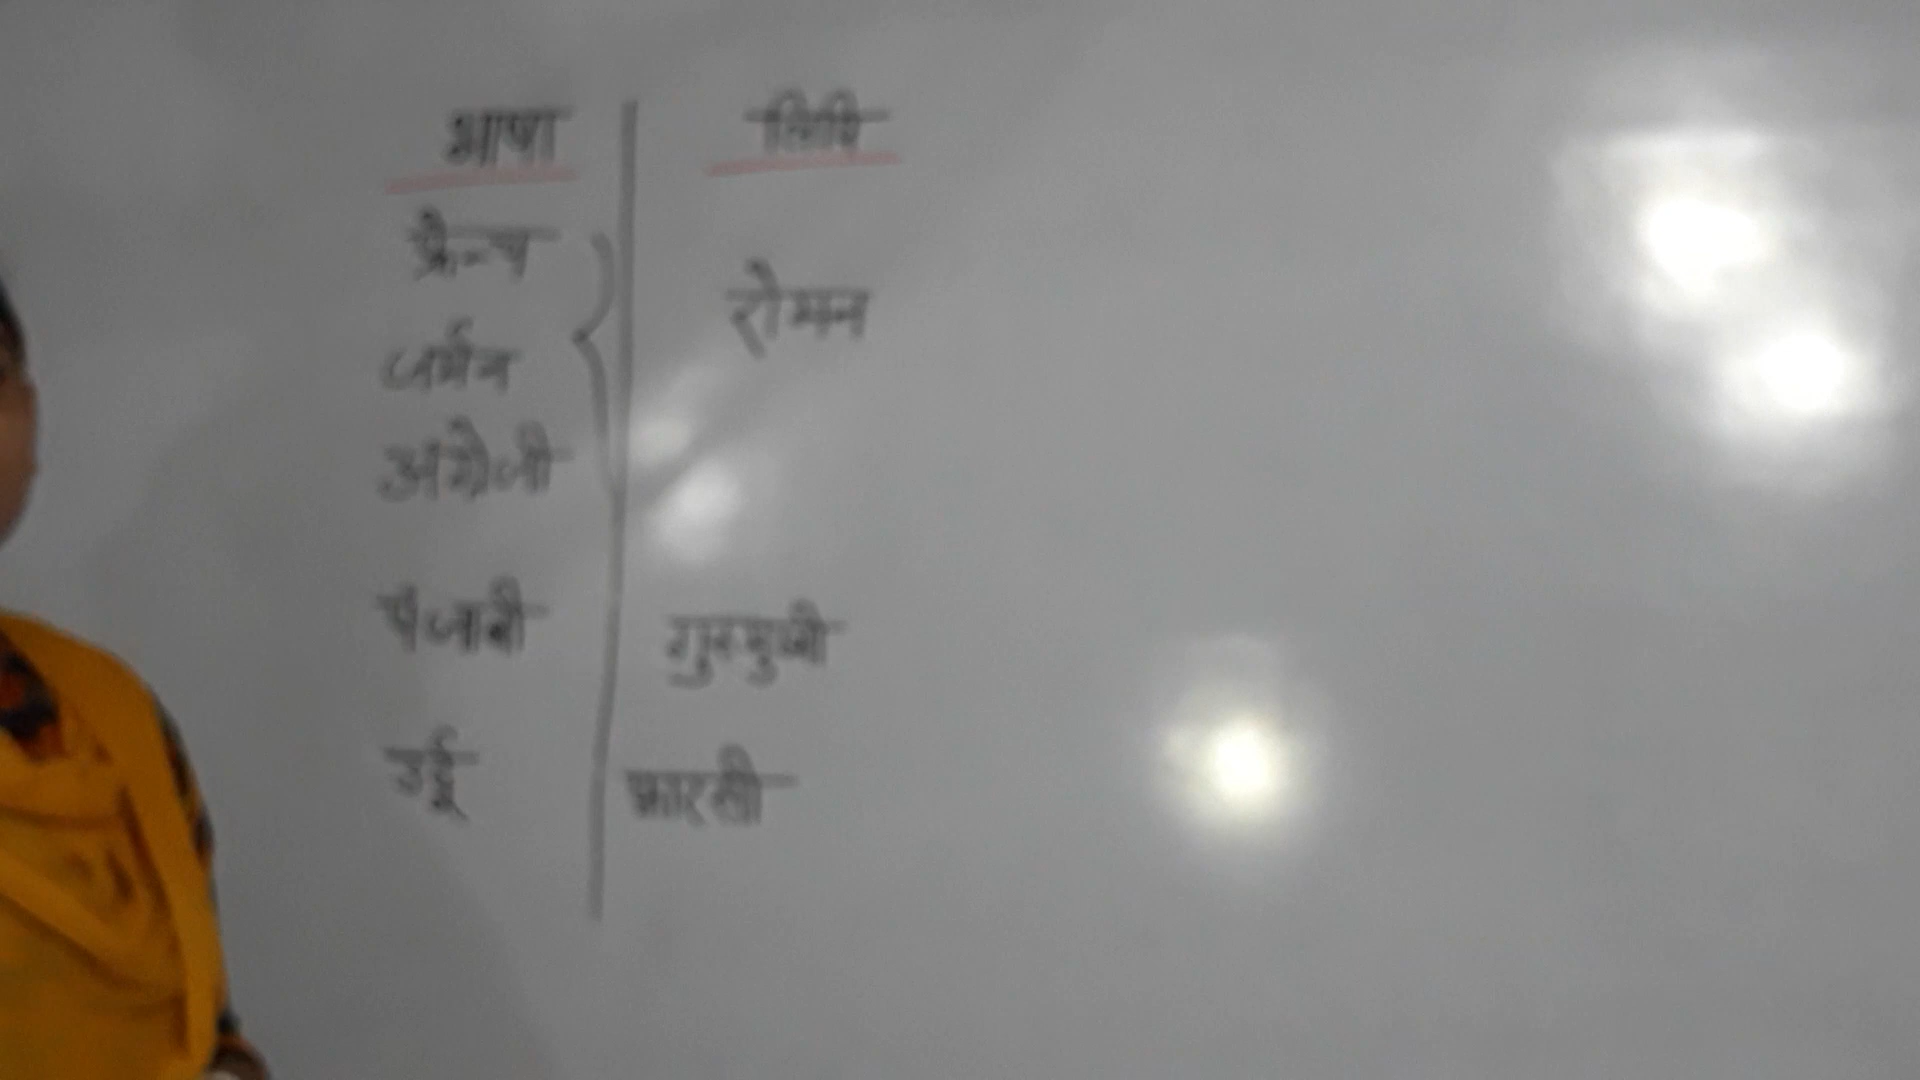 भाषा लिपि
फ्रेन्च
रोमन
जर्मन
अंग्रेजी
पंजाबी गुरुमुखी
उर्दू फारसी